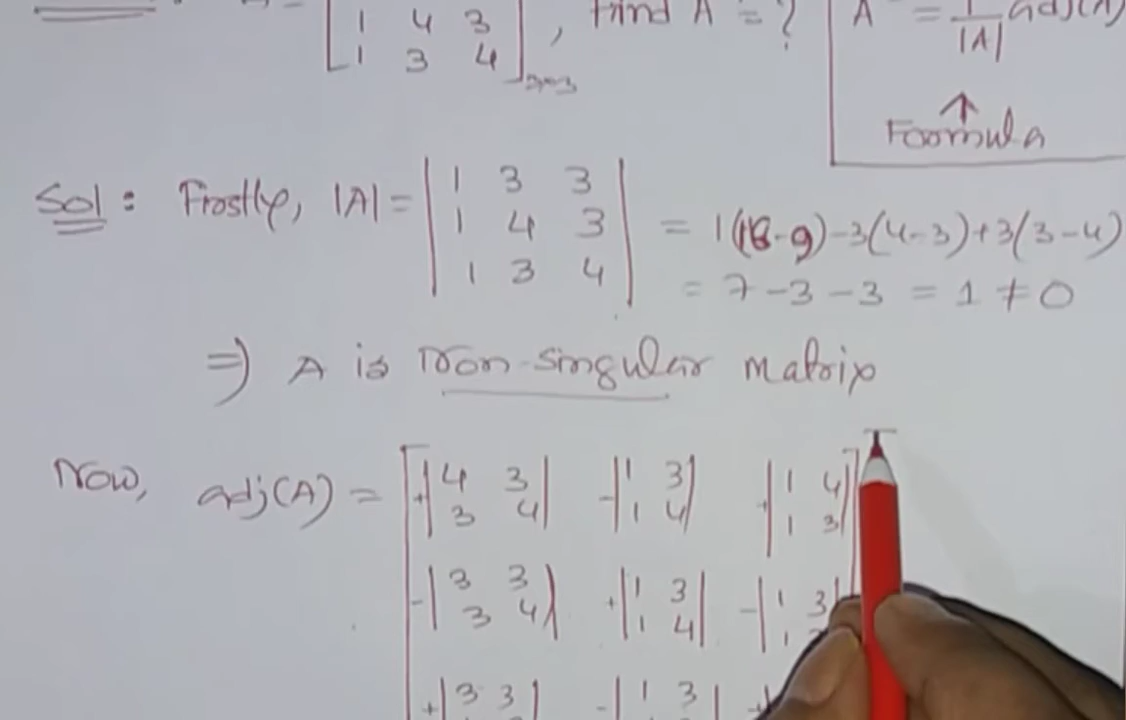 [1 4 3
1 3 4]3×3 , Find A = ?
A = 1/|A| adj(A)
↑
Foormula
Sol : Firstly, |A| = |1 3 3
1 4 3
1 3 4|
= 1(16-9)-3(4-3)+3(3-4)
= 7-3-3 = 1 ≠ 0
⇒ A is Non-singular Matrix
Now, adj(A) = [+|4 3 -|1 3 +|1 4
3 4| 1 4| 1 3|
-|3 3 +|1 3 -|1 3
3 4| 1 4| 1
+|3 3| -|1 3| +